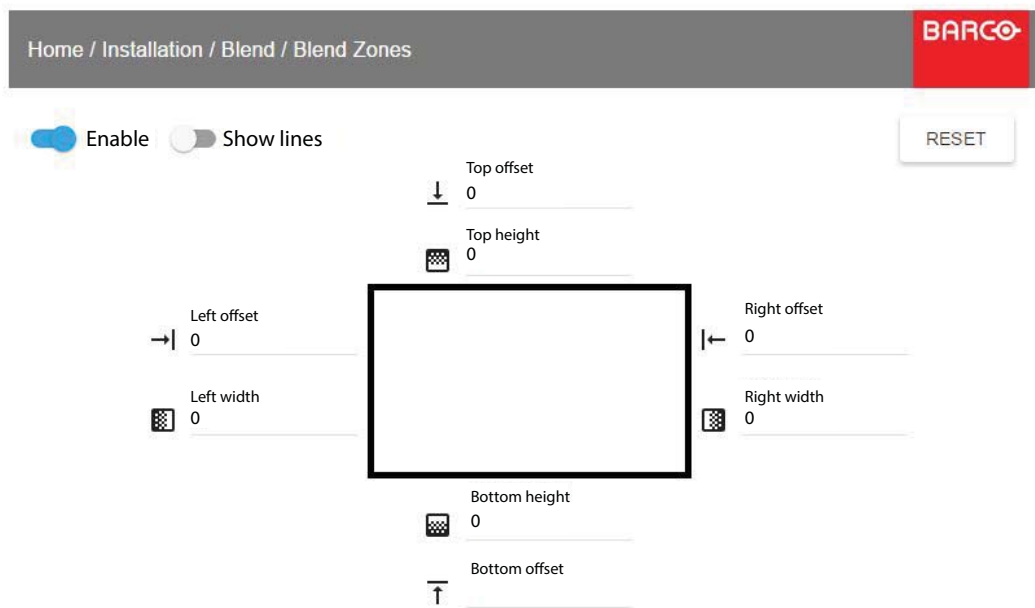 Home / Installation / Blend / Blend Zones
BARCO
Enable
Show lines
RESET
Top offset
0
Top height
0
Left offset
0
Left width
0
Right offset
0
Right width
0
Bottom height
0
Bottom offset